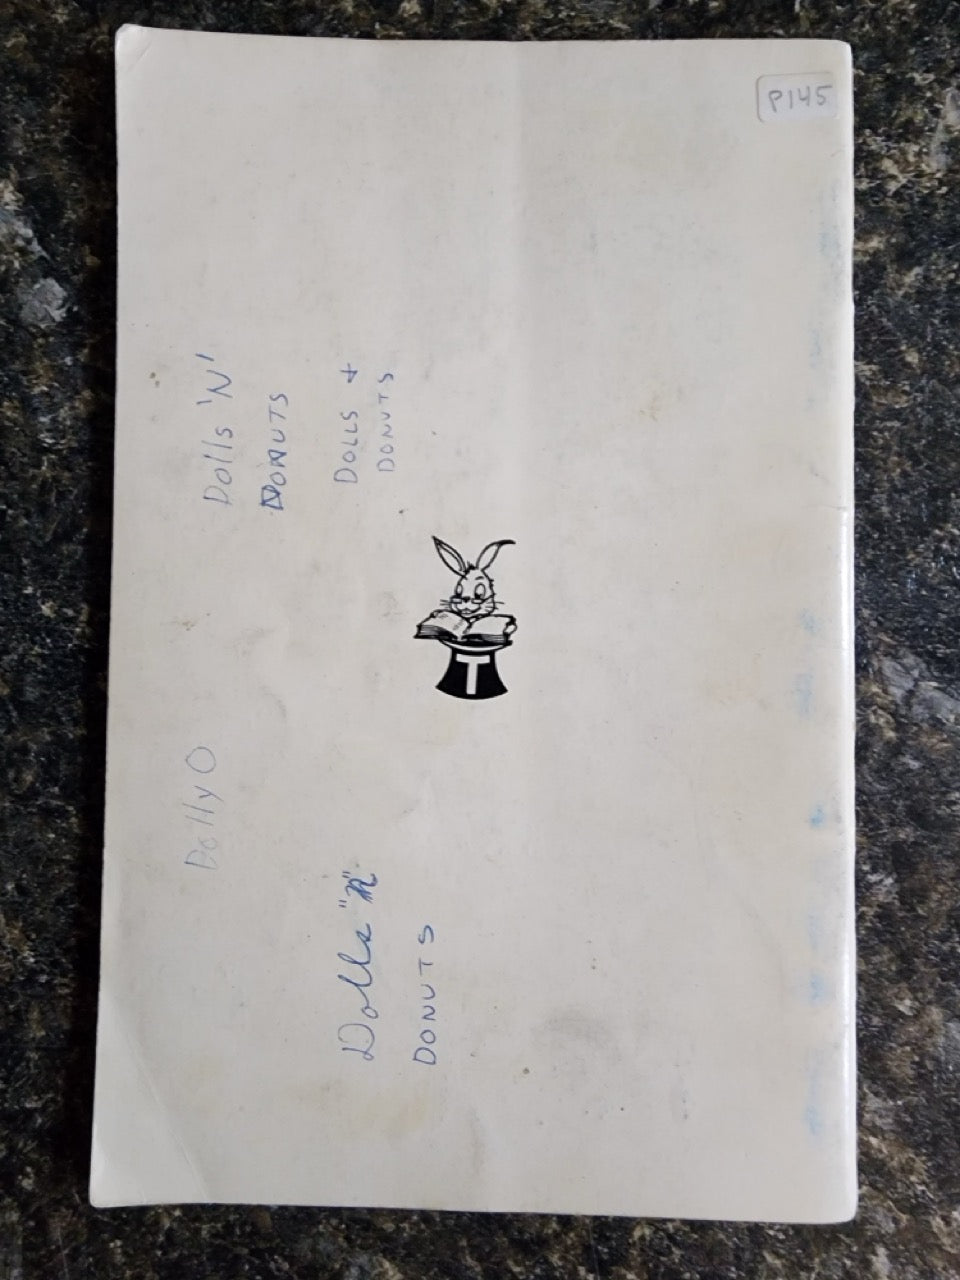 P145
Dolls 'N'
DONUTS
DOLLS +
DONUTS
T
Dolly O
Dolls "N"
DONUTS